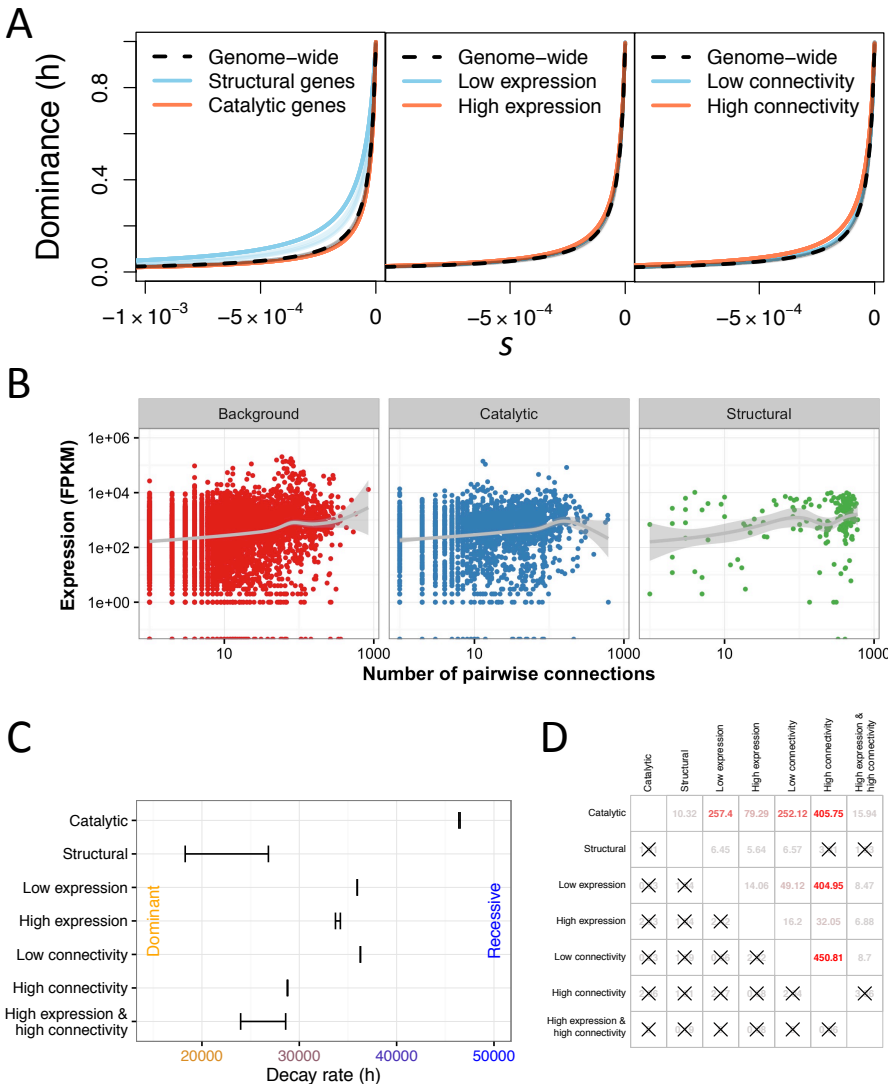 A
Dominance (h)
0.0
0.4
0.8
Genome−wide
Structural genes
Catalytic genes
Genome−wide
Low expression
High expression
Genome−wide
Low connectivity
High connectivity
−1 × 10⁻³
−5 × 10⁻⁴
0
−5 × 10⁻⁴
0
−5 × 10⁻⁴
0
s
B
Background
Catalytic
Structural
Expression (FPKM)
1e+06
1e+04
1e+02
1e+00
10
1000
10
1000
10
1000
Number of pairwise connections
C
Catalytic
Structural
Low expression
High expression
Low connectivity
High connectivity
High expression &
high connectivity
Dominant
Recessive
20000
30000
40000
50000
Decay rate (h)
D
Catalytic
Structural
Low expression
High expression
Low connectivity
High connectivity
High expression &
high connectivity
Catalytic
10.32
257.4
79.29
252.12
405.75
15.94
Structural
6.45
5.64
6.57
Low expression
14.06
49.12
404.95
8.47
High expression
16.2
32.05
6.88
Low connectivity
450.81
8.7
High connectivity
High expression &
high connectivity